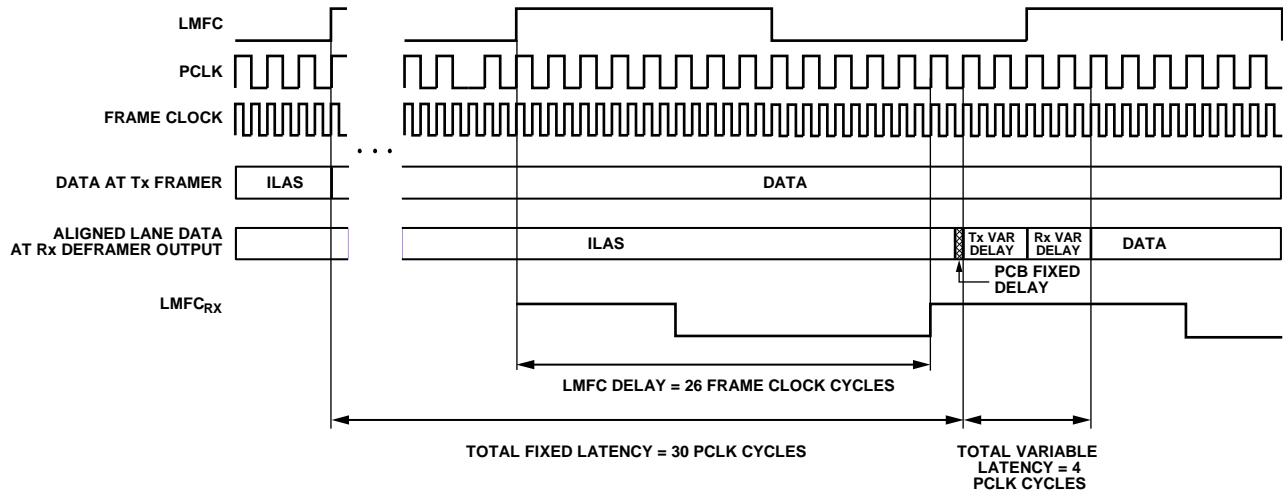 LMFC
PCLK
FRAME CLOCK
. . .
DATA AT Tx FRAMER
ILAS
DATA
ALIGNED LANE DATA
AT Rx DEFRAMER OUTPUT
ILAS
Tx VAR
DELAY
Rx VAR
DELAY
DATA
PCB FIXED
DELAY
LMFCRX
LMFC DELAY = 26 FRAME CLOCK CYCLES
TOTAL FIXED LATENCY = 30 PCLK CYCLES
TOTAL VARIABLE
LATENCY = 4
PCLK CYCLES